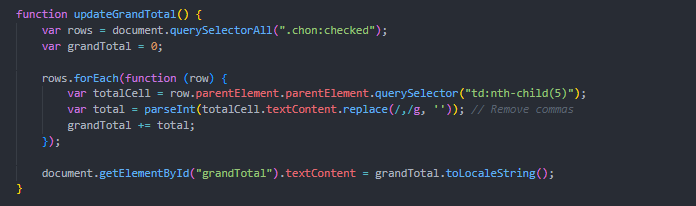 function updateGrandTotal() {
    var rows = document.querySelectorAll(".chon:checked");
    var grandTotal = 0;

    rows.forEach(function (row) {
        var totalCell = row.parentElement.parentElement.querySelector("td:nth-child(5)");
        var total = parseInt(totalCell.textContent.replace(/,/g, '')); // Remove commas
        grandTotal += total;
    });

    document.getElementById("grandTotal").textContent = grandTotal.toLocaleString();
}